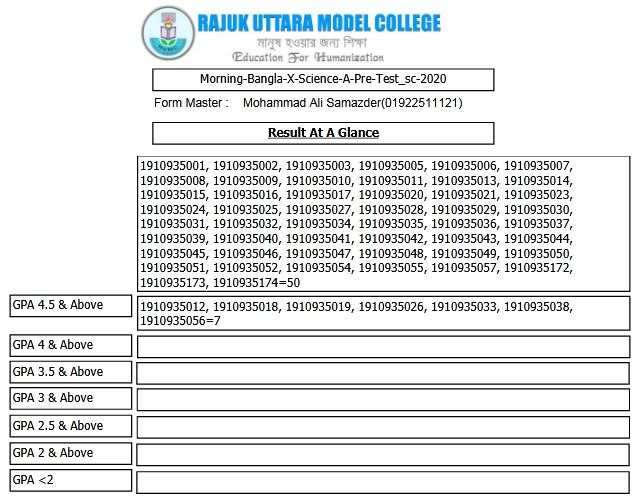 RAJUK UTTARA MODEL COLLEGE
মানুষ হওয়ার জন্য শিক্ষা
Education For Humanization
Morning-Bangla-X-Science-A-Pre-Test_sc-2020
Form Master : Mohammad Ali Samazder(01922511121)
Result At A Glance
1910935001, 1910935002, 1910935003, 1910935005, 1910935006, 1910935007,
1910935008, 1910935009, 1910935010, 1910935011, 1910935013, 1910935014,
1910935015, 1910935016, 1910935017, 1910935020, 1910935021, 1910935023,
1910935024, 1910935025, 1910935027, 1910935028, 1910935029, 1910935030,
1910935031, 1910935032, 1910935034, 1910935035, 1910935036, 1910935037,
1910935039, 1910935040, 1910935041, 1910935042, 1910935043, 1910935044,
1910935045, 1910935046, 1910935047, 1910935048, 1910935049, 1910935050,
1910935051, 1910935052, 1910935054, 1910935055, 1910935057, 1910935172,
1910935173, 1910935174=50
GPA 4.5 & Above
1910935012, 1910935018, 1910935019, 1910935026, 1910935033, 1910935038,
1910935056=7
GPA 4 & Above
GPA 3.5 & Above
GPA 3 & Above
GPA 2.5 & Above
GPA 2 & Above
GPA <2